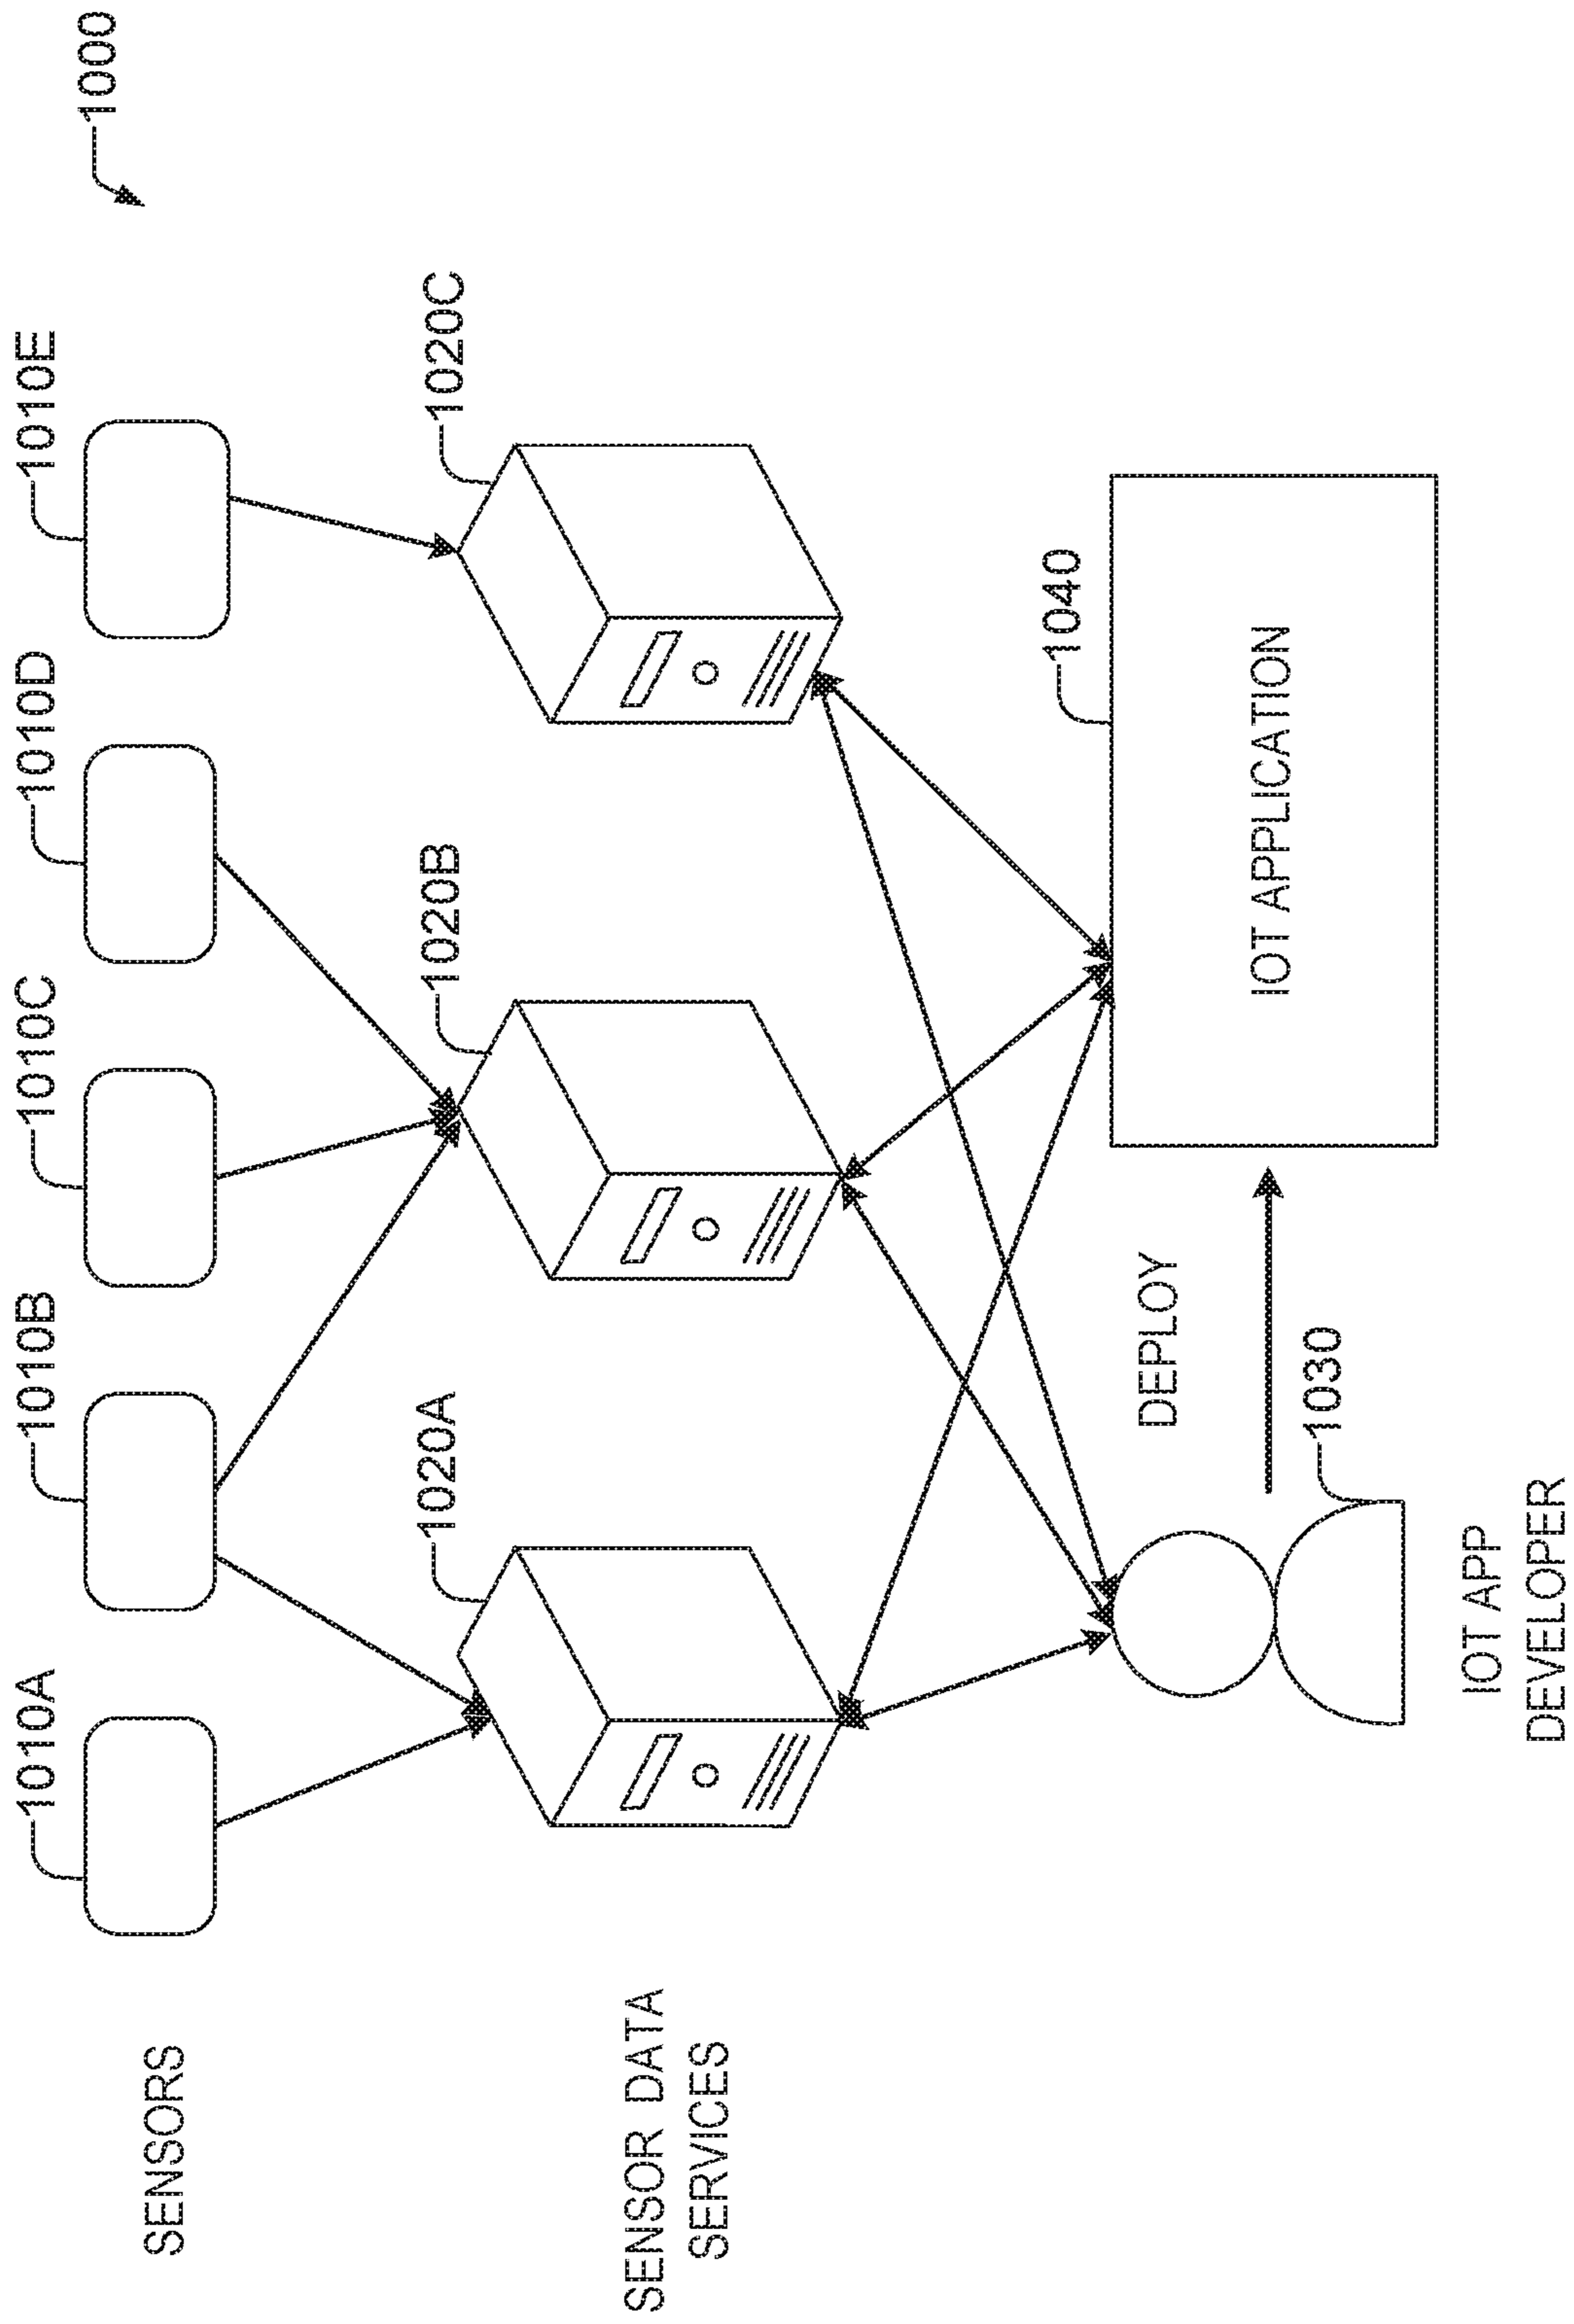 1000
1010A
1010B
1010C
1010D
1010E
SENSORS
1020A
1020B
1020C
SENSOR DATA
SERVICES
1040
DEPLOY
IOT APPLICATION
1030
IOT APP
DEVELOPER